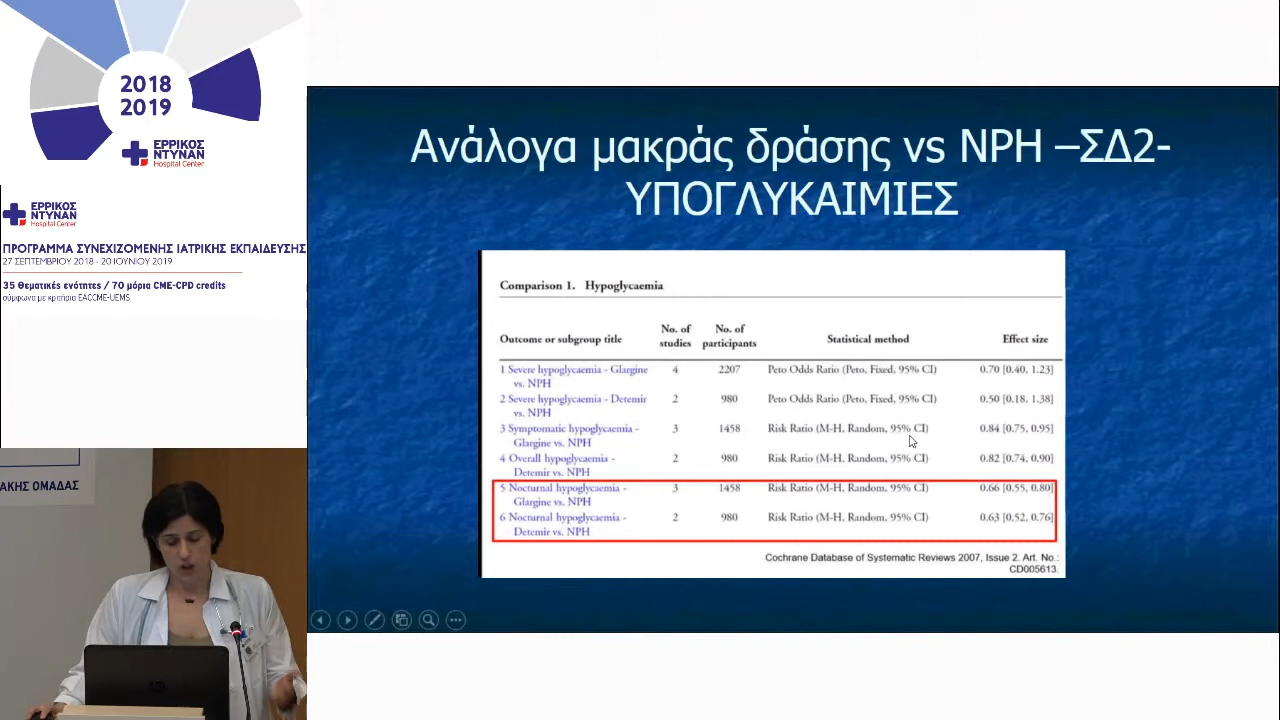 2018
2019
ΕΡΡΙΚΟΣ
ΝΤΥΝΑΝ
Hospital Center
ΕΡΡΙΚΟΣ
ΝΤΥΝΑΝ
Hospital Center
ΠΡΟΓΡΑΜΜΑ ΣΥΝΕΧΙΖΟΜΕΝΗΣ ΙΑΤΡΙΚΗΣ ΕΚΠΑΙΔΕΥΣΗΣ
27 ΣΕΠΤΕΜΒΡΙΟΥ 2018 - 20 ΙΟΥΝΙΟΥ 2019
35 Θεματικές ενότητες / 70 μόρια CME-CPD credits
σύμφωνα με κριτήρια EACCME-UEMS
ΑΚΗΣ ΟΜΑΔΑΣ
Ανάλογα μακράς δράσης vs NPH –ΣΔ2-
ΥΠΟΓΛΥΚΑΙΜΙΕΣ
Comparison 1. Hypoglycaemia
Outcome or subgroup title No. of studies No. of participants Statistical method Effect size
1 Severe hypoglycaemia - Glargine 4 2207 Peto Odds Ratio (Peto, Fixed, 95% CI) 0.70 [0.40, 1.23]
vs. NPH
2 Severe hypoglycaemia - Detemir 2 980 Peto Odds Ratio (Peto, Fixed, 95% CI) 0.50 [0.18, 1.38]
vs. NPH
3 Symptomatic hypoglycaemia - 3 1458 Risk Ratio (M-H, Random, 95% CI) 0.84 [0.75, 0.95]
Glargine vs. NPH
4 Overall hypoglycaemia - 2 980 Risk Ratio (M-H, Random, 95% CI) 0.82 [0.74, 0.90]
Detemir vs. NPH
5 Nocturnal hypoglycaemia - 3 1458 Risk Ratio (M-H, Random, 95% CI) 0.66 [0.55, 0.80]
Glargine vs. NPH
6 Nocturnal hypoglycaemia - 2 980 Risk Ratio (M-H, Random, 95% CI) 0.63 [0.52, 0.76]
Detemir vs. NPH
Cochrane Database of Systematic Reviews 2007, Issue 2. Art. No.:
CD005613.